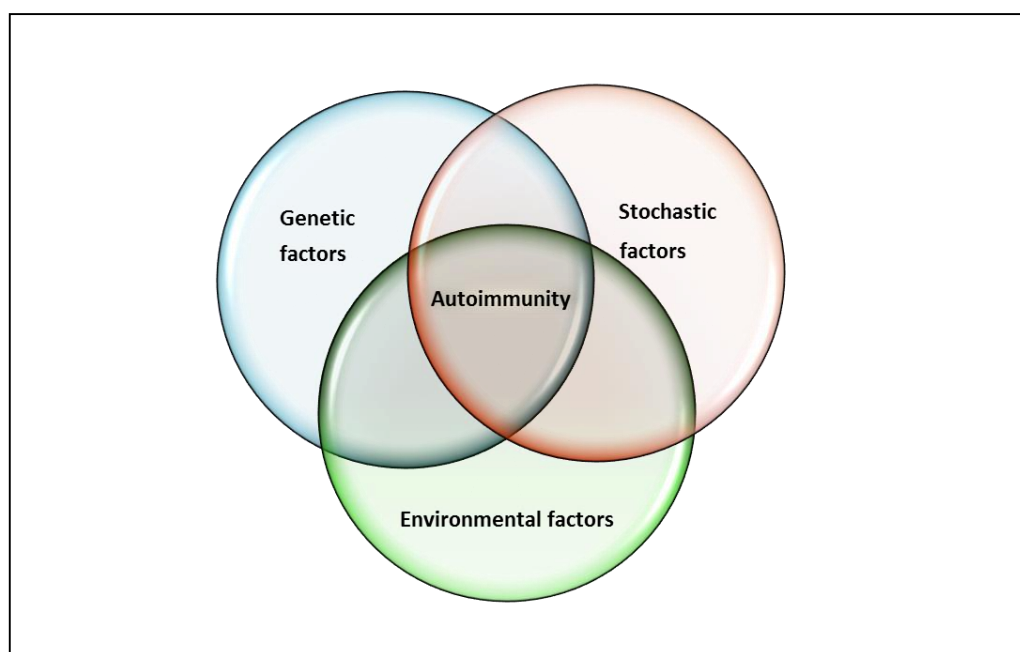 Genetic
factors
Stochastic
factors
Autoimmunity
Environmental factors